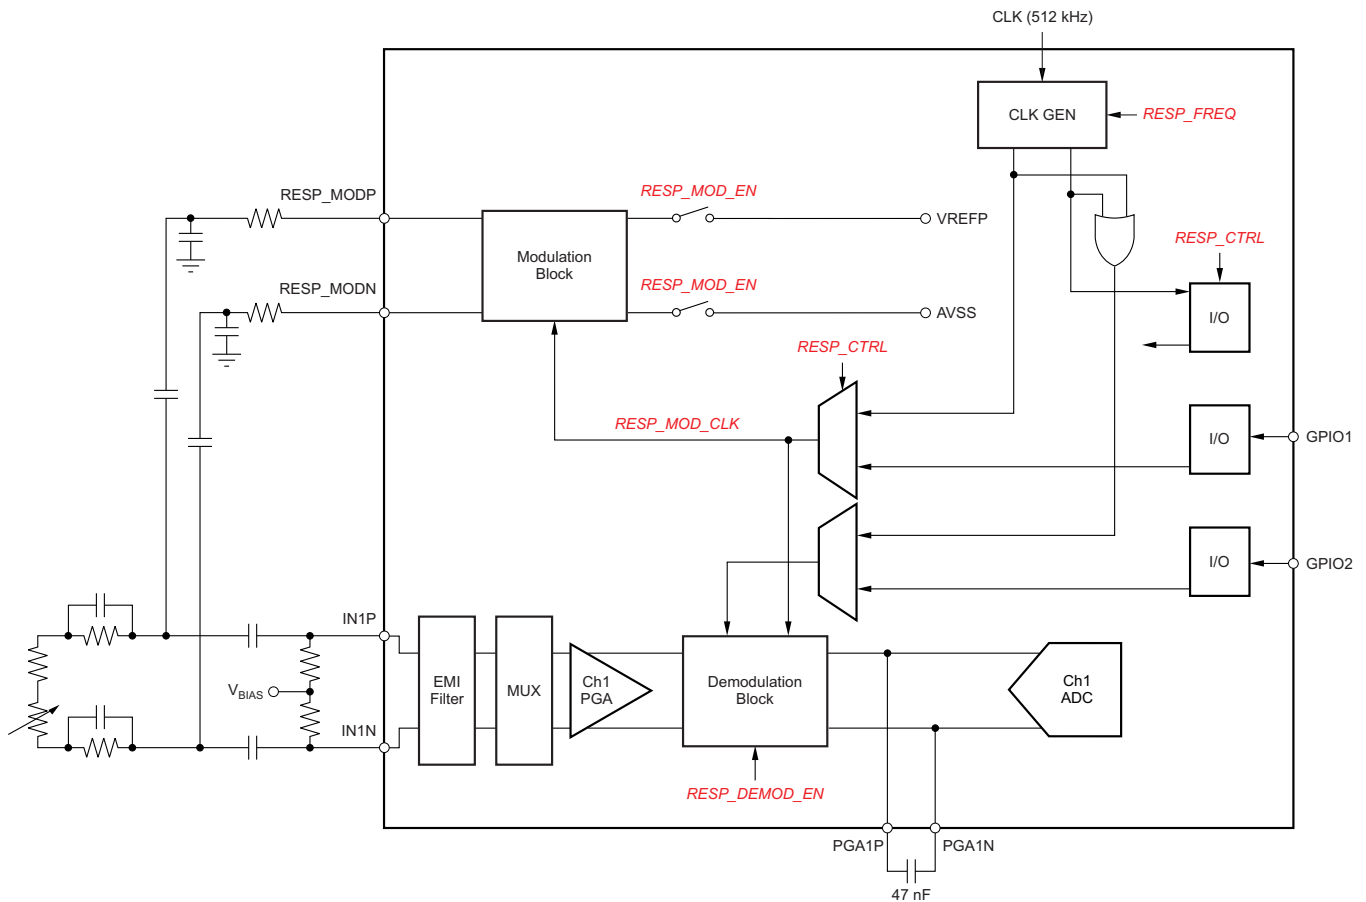 CLK (512 kHz)
CLK GEN
RESP_FREQ
RESP_MODP
RESP_MOD_EN
VREFP
Modulation
Block
RESP_CTRL
RESP_MODN
RESP_MOD_EN
AVSS
I/O
RESP_CTRL
RESP_MOD_CLK
I/O
GPIO1
I/O
GPIO2
IN1P
EMI
Filter
MUX
Ch1
PGA
Demodulation
Block
Ch1
ADC
VBIAS
IN1N
RESP_DEMOD_EN
PGA1P
PGA1N
47 nF